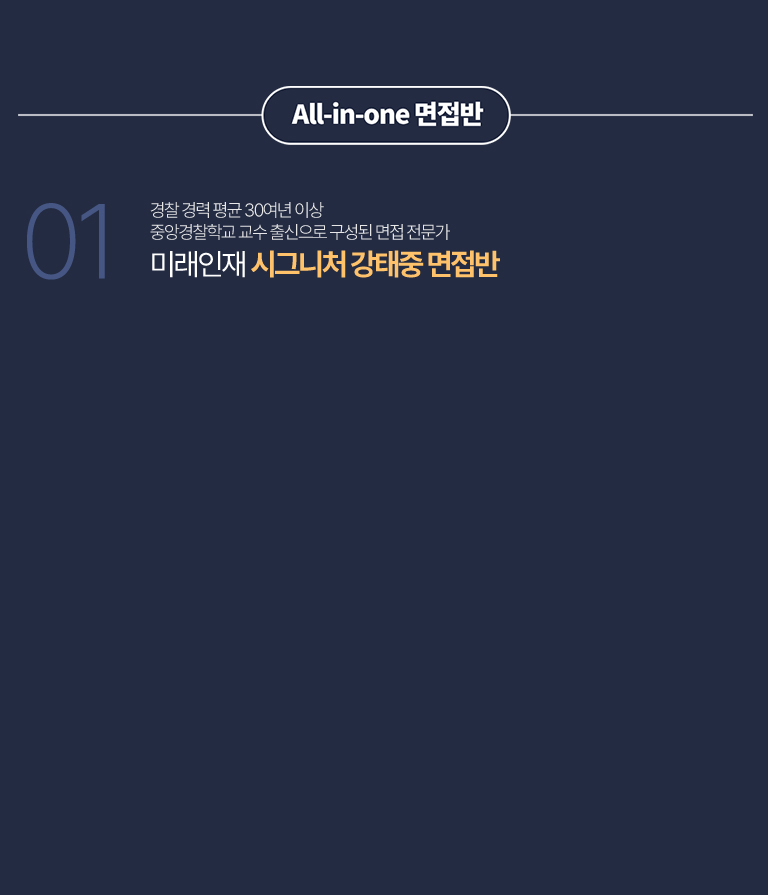 All-in-one 면접반
01
경찰 경력 평균 30여년 이상
중앙경찰학교 교수 출신으로 구성된 면접 전문가
미래인재 시그니처 강태중 면접반